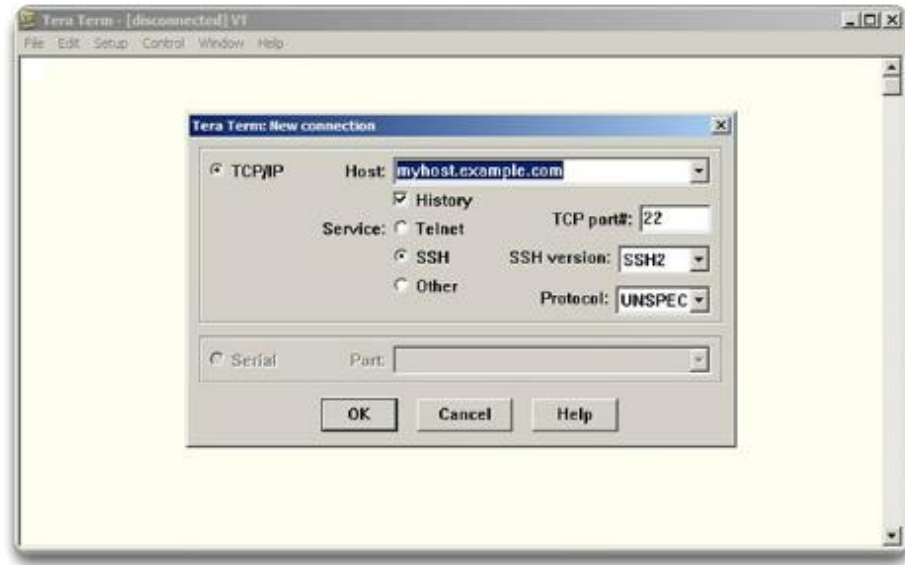 Tera Term - [disconnected] VT
File Edit Setup Control Window Help
Tera Term: New connection
TCP/IP
Host: myhost.example.com
History
Service: Telnet
TCP port#: 22
SSH
SSH version: SSH2
Other
Protocol: UNSPEC
Serial
Port:
OK Cancel Help